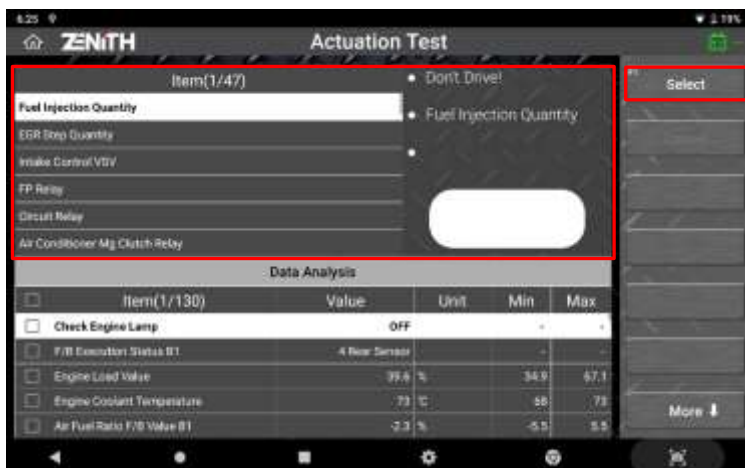 6:25
19%
ZENITH
Actuation Test
Item(1/47)
Fuel Injection Quantity
EGR Step Quantity
Intake Control VSV
FP Relay
Circuit Relay
Air Conditioner Mg Clutch Relay
Don't Drive!
Fuel Injection Quantity
Select
Data Analysis
Item(1/130) Value Unit Min Max
Check Engine Lamp OFF - -
F/B Execution Status B1 4 Rear Sensor - -
Engine Load Value 39.6 % 34.9 67.1
Engine Coolant Temperature 73 °C 68 73
Air Fuel Ratio F/B Value B1 -2.3 % -5.5 5.5
More